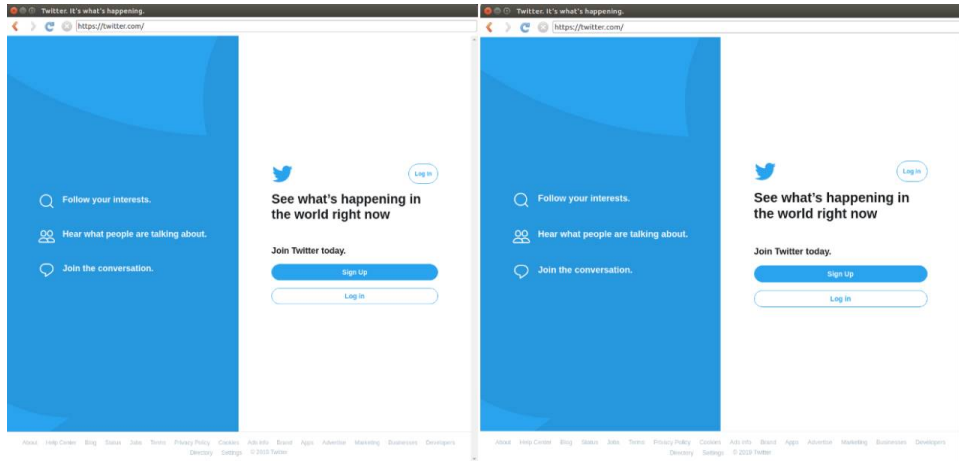 Twitter. It's what's happening.
https://twitter.com/
Follow your interests.
Hear what people are talking about.
Join the conversation.
Log in
See what's happening in
the world right now
Join Twitter today.
Sign Up
Log in
About Help Center Blog Status Jobs Terms Privacy Policy Cookies Ads info Brand Apps Advertise Marketing Businesses Developers
Directory Settings © 2018 Twitter
Twitter. It's what's happening.
https://twitter.com/
Follow your interests.
Hear what people are talking about.
Join the conversation.
Log in
See what's happening in
the world right now
Join Twitter today.
Sign Up
Log in
About Help Center Blog Status Jobs Terms Privacy Policy Cookies Ads info Brand Apps Advertise Marketing Businesses Developers
Directory Settings © 2018 Twitter